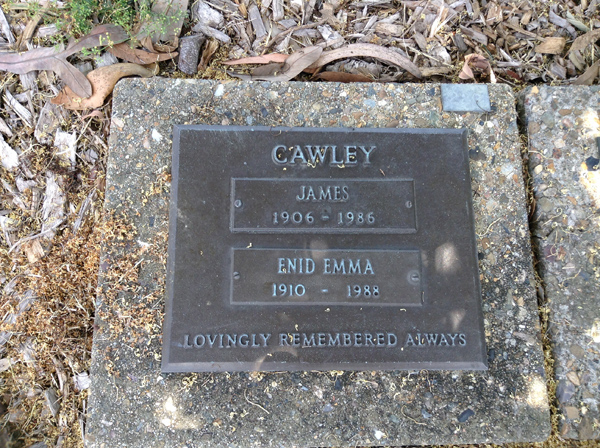 CAWLEY
JAMES
1906 - 1986
ENID EMMA
1910 - 1988
LOVINGLY REMEMBERED ALWAYS